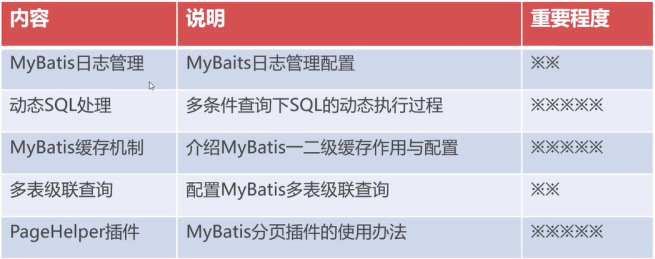 内容 说明 重要程度
MyBatis日志管理 MyBaits日志管理配置 ※※
动态SQL处理 多条件查询下SQL的动态执行过程 ※※※※※
MyBatis缓存机制 介绍MyBatis一二级缓存作用与配置 ※※※※※
多表级联查询 配置MyBatis多表级联查询 ※※
PageHelper插件 MyBatis分页插件的使用办法 ※※※※※